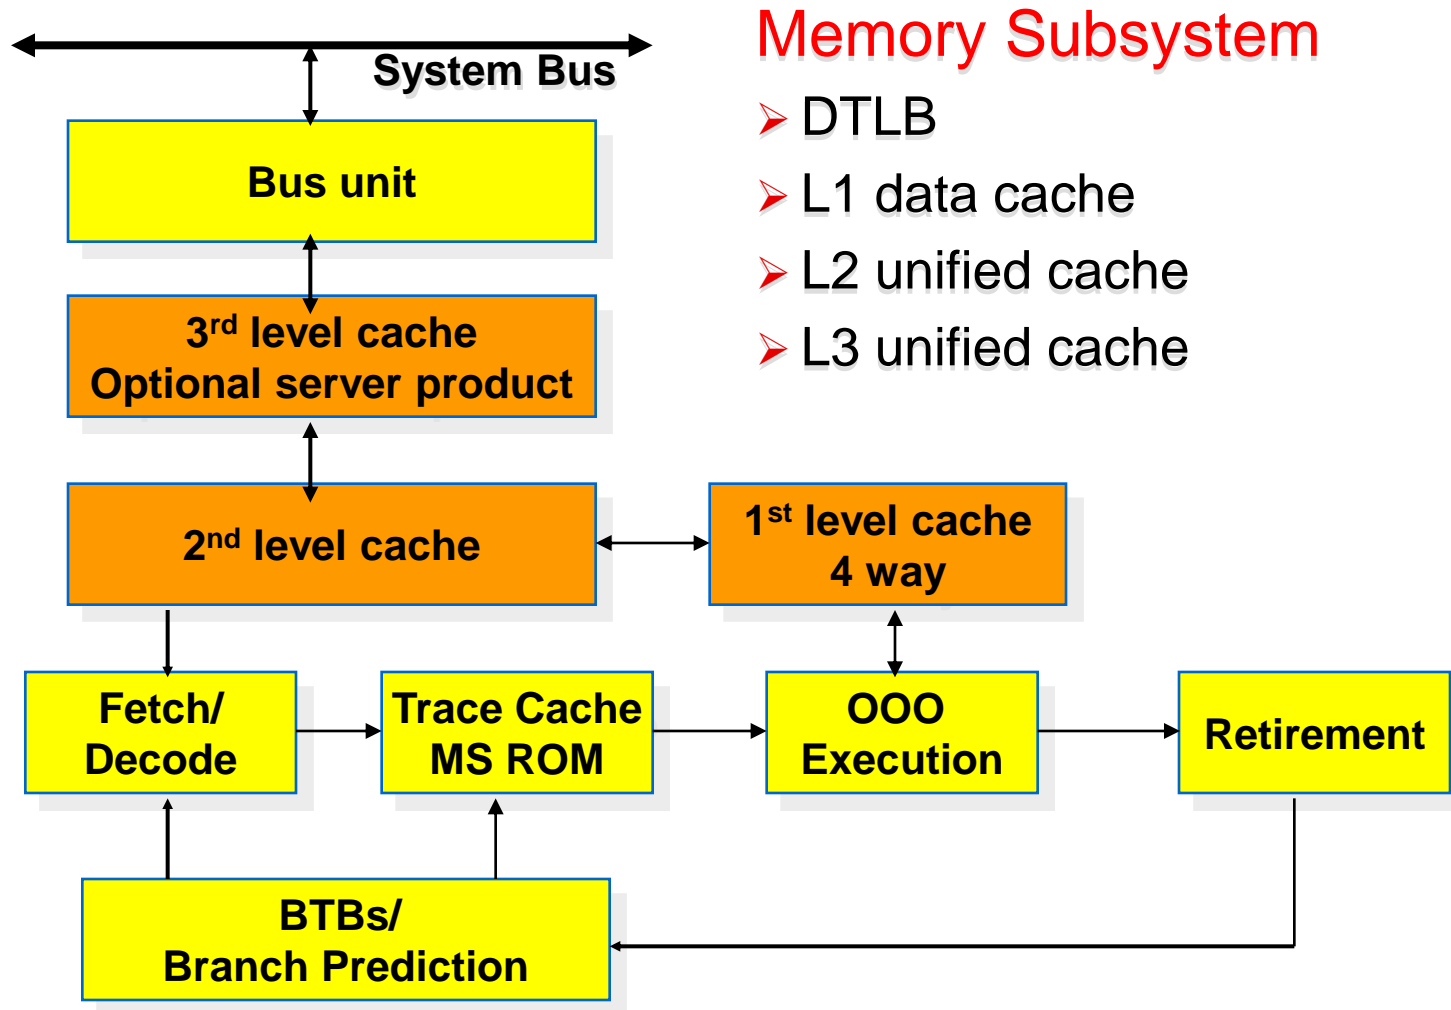 Memory Subsystem
DTLB
L1 data cache
L2 unified cache
L3 unified cache
System Bus
Bus unit
3rd level cache
Optional server product
2nd level cache
1st level cache
4 way
Fetch/
Decode
Trace Cache
MS ROM
OOO
Execution
Retirement
BTBs/
Branch Prediction